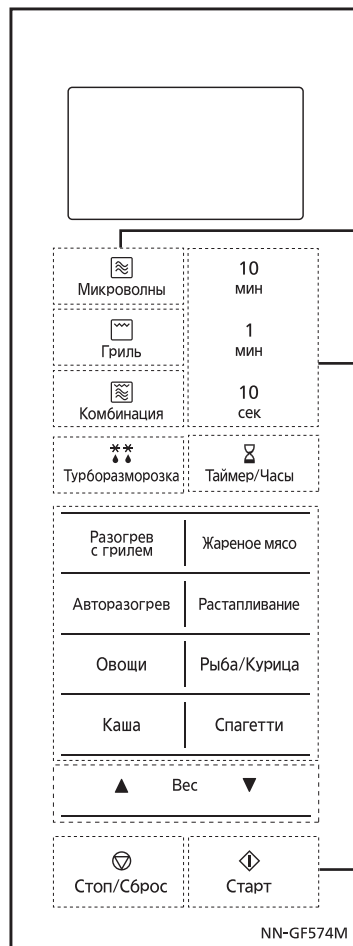 Микроволны
10
мин
Гриль
1
мин
Комбинация
10
сек
Турборазморозка
Таймер/Часы
Разогрев
с грилем
Жареное мясо
Авторазогрев
Растапливание
Овощи
Рыба/Курица
Каша
Спагетти
▲ Вес ▼
Стоп/Сброс
Старт
NN-GF574M